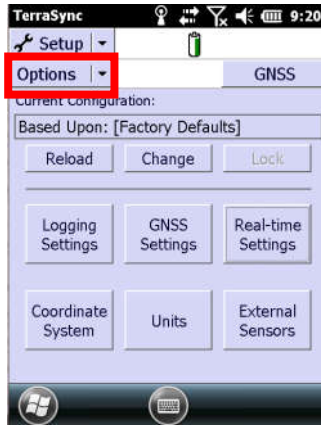 TerraSync 9:20
Setup
Options GNSS
Current Configuration:
Based Upon: [Factory Defaults]
Reload Change Lock
Logging Settings
GNSS Settings
Real-time Settings
Coordinate System
Units
External Sensors